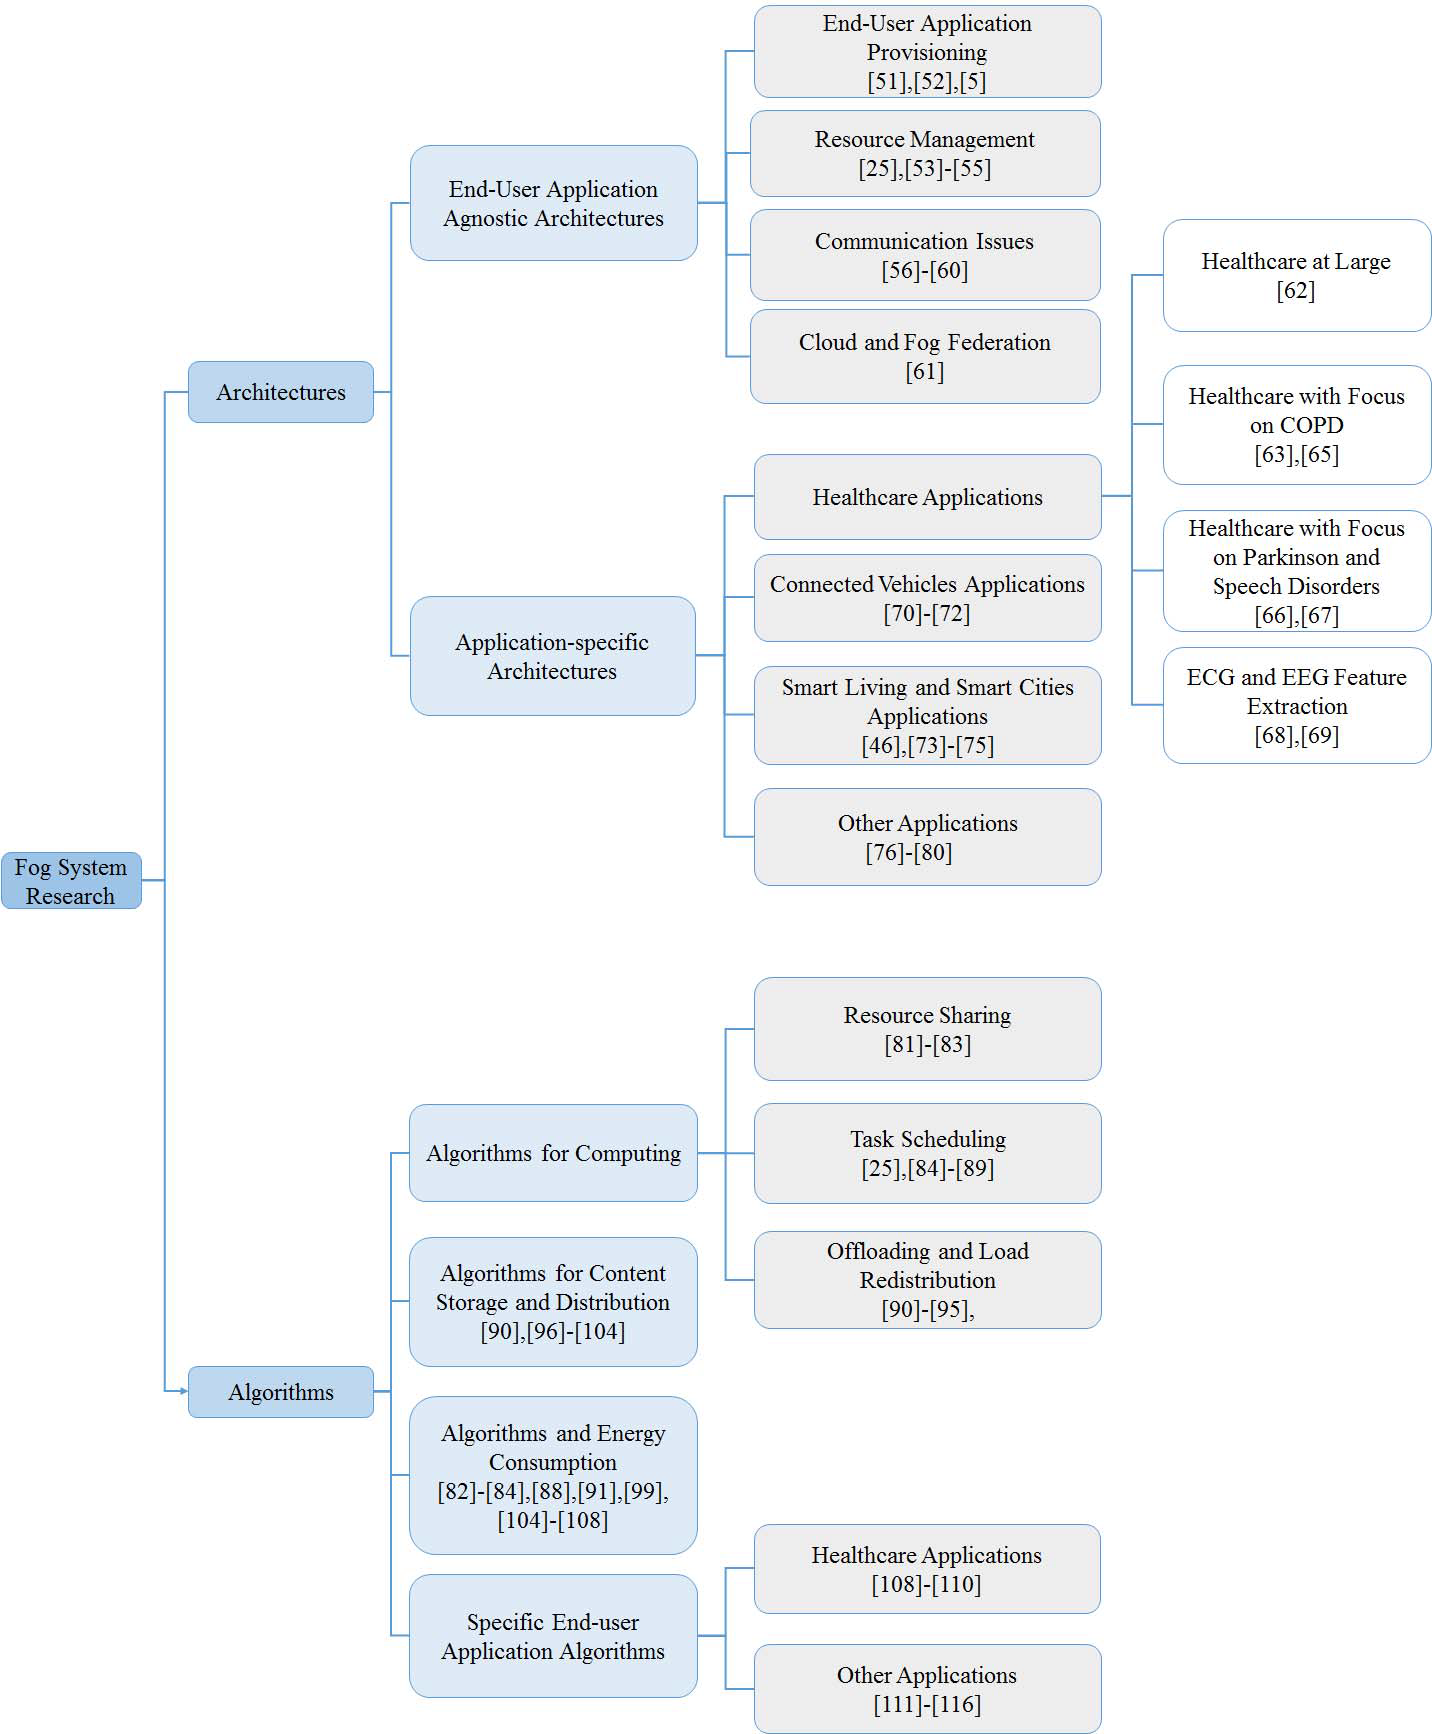 Fog System
Research
Architectures
End-User Application
Agnostic Architectures
End-User Application
Provisioning
[51],[52],[5]
Resource Management
[25],[53]-[55]
Communication Issues
[56]-[60]
Cloud and Fog Federation
[61]
Application-specific
Architectures
Healthcare Applications
Healthcare at Large
[62]
Healthcare with Focus
on COPD
[63],[65]
Healthcare with Focus
on Parkinson and
Speech Disorders
[66],[67]
ECG and EEG Feature
Extraction
[68],[69]
Connected Vehicles Applications
[70]-[72]
Smart Living and Smart Cities
Applications
[46],[73]-[75]
Other Applications
[76]-[80]
Algorithms
Algorithms for Computing
Resource Sharing
[81]-[83]
Task Scheduling
[25],[84]-[89]
Offloading and Load
Redistribution
[90]-[95],
Algorithms for Content
Storage and Distribution
[90],[96]-[104]
Algorithms and Energy
Consumption
[82]-[84],[88],[91],[99],
[104]-[108]
Specific End-user
Application Algorithms
Healthcare Applications
[108]-[110]
Other Applications
[111]-[116]